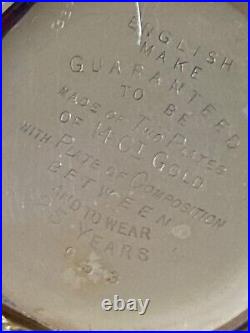 ENGLISH
MAKE
GUARANTEED
TO BE
MADE OF TWO PLATES
OF 14 CT GOLD
WITH PLATE OF COMPOSITION
BETWEEN
AND TO WEAR
25 YEARS